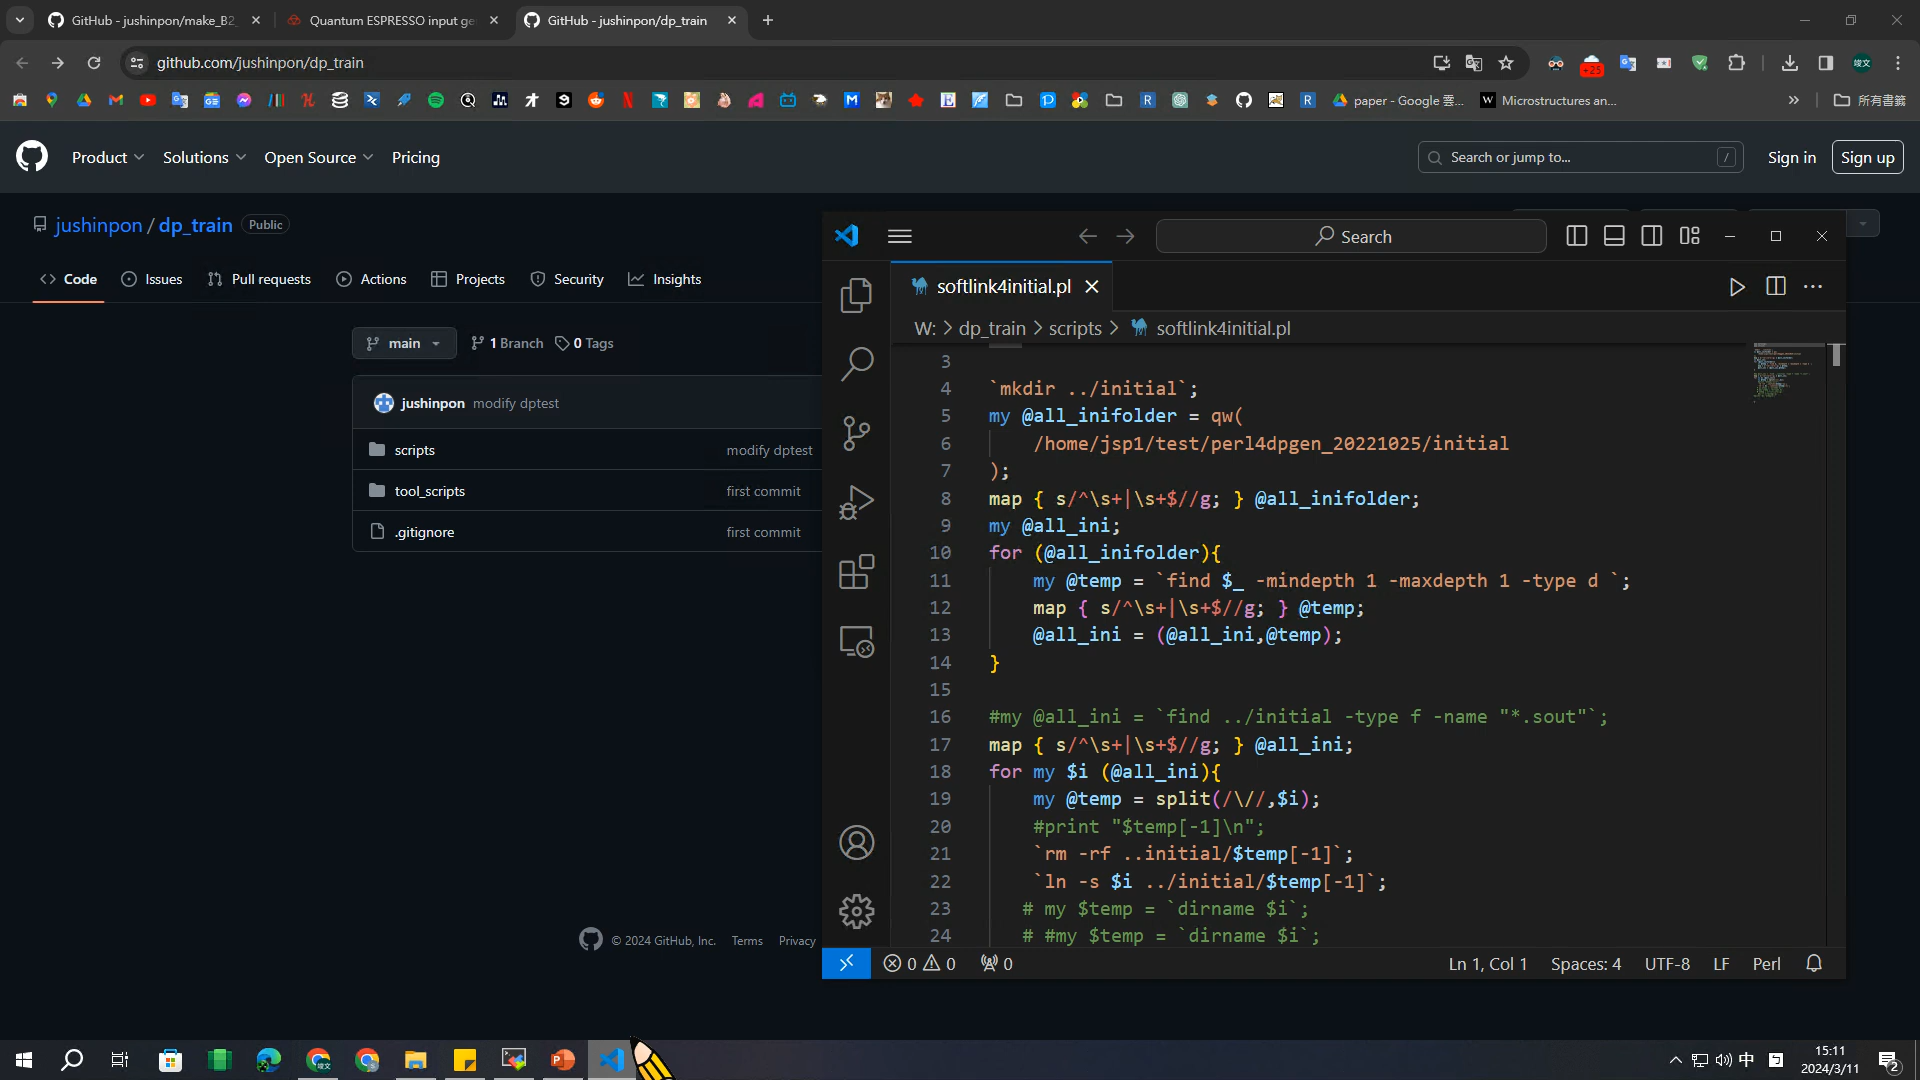 GitHub - jushinpon/make_B2_
Quantum ESPRESSO input ge
GitHub - jushinpon/dp_train
github.com/jushinpon/dp_train
+25
竣文
paper - Google 雲...
Microstructures an...
所有書籤
Product
Solutions
Open Source
Pricing
Search or jump to...
/
Sign in
Sign up
jushinpon / dp_train
Public
Code
Issues
Pull requests
Actions
Projects
Security
Insights
main
1 Branch
0 Tags
jushinpon modify dptest
scripts
modify dptest
tool_scripts
first commit
.gitignore
first commit
© 2024 GitHub, Inc.
Terms
Privacy
Search
softlink4initial.pl
W: > dp_train > scripts > softlink4initial.pl
3
4 `mkdir ../initial`;
5 my @all_inifolder = qw(
6 /home/jsp1/test/perl4dpgen_20221025/initial
7 );
8 map { s/^\s+|\s+$//g; } @all_inifolder;
9 my @all_ini;
10 for (@all_inifolder){
11 my @temp = `find $_ -mindepth 1 -maxdepth 1 -type d `;
12 map { s/^\s+|\s+$//g; } @temp;
13 @all_ini = (@all_ini,@temp);
14 }
15
16 #my @all_ini = `find ../initial -type f -name "*.sout"`;
17 map { s/^\s+|\s+$//g; } @all_ini;
18 for my $i (@all_ini){
19 my @temp = split(/\//,$i);
20 #print "$temp[-1]\n";
21 `rm -rf ..initial/$temp[-1]`;
22 `ln -s $i ../initial/$temp[-1]`;
23 # my $temp = `dirname $i`;
24 # #my $temp = `dirname $i`;
0 0
0
Ln 1, Col 1
Spaces: 4
UTF-8
LF
Perl
中
15:11
2024/3/11
2